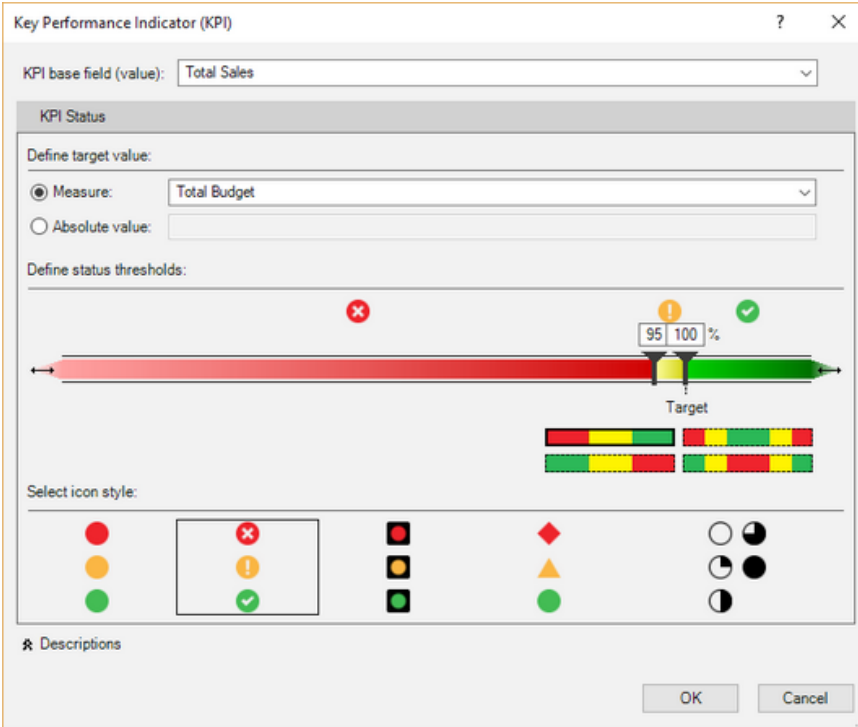 Key Performance Indicator (KPI)
KPI base field (value): Total Sales
KPI Status
Define target value:
Measure: Total Budget
Absolute value:
Define status thresholds:
95 100 %
Target
Select icon style:
Descriptions
OK Cancel